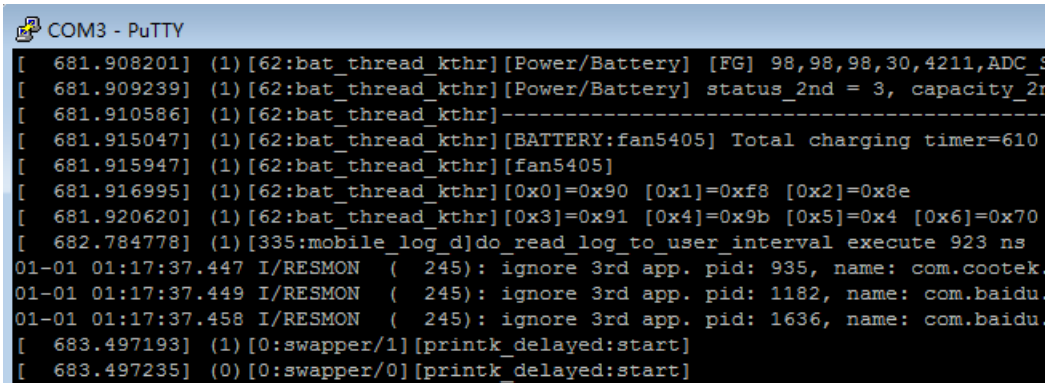 COM3 - PuTTY
[  681.908201] (1)[62:bat_thread_kthr][Power/Battery] [FG] 98,98,98,30,4211,ADC_S
[  681.909239] (1)[62:bat_thread_kthr][Power/Battery] status_2nd = 3, capacity_2n
[  681.910586] (1)[62:bat_thread_kthr]------------------------------------------
[  681.915047] (1)[62:bat_thread_kthr][BATTERY:fan5405] Total charging timer=610
[  681.915947] (1)[62:bat_thread_kthr][fan5405]
[  681.916995] (1)[62:bat_thread_kthr][0x0]=0x90 [0x1]=0xf8 [0x2]=0x8e
[  681.920620] (1)[62:bat_thread_kthr][0x3]=0x91 [0x4]=0x9b [0x5]=0x4 [0x6]=0x70
[  682.784778] (1)[335:mobile_log_d]do_read_log_to_user_interval execute 923 ns
01-01 01:17:37.447 I/RESMON  (  245): ignore 3rd app. pid: 935, name: com.cootek.
01-01 01:17:37.449 I/RESMON  (  245): ignore 3rd app. pid: 1182, name: com.baidu.
01-01 01:17:37.458 I/RESMON  (  245): ignore 3rd app. pid: 1636, name: com.baidu.
[  683.497193] (1)[0:swapper/1][printk_delayed:start]
[  683.497235] (0)[0:swapper/0][printk_delayed:start]